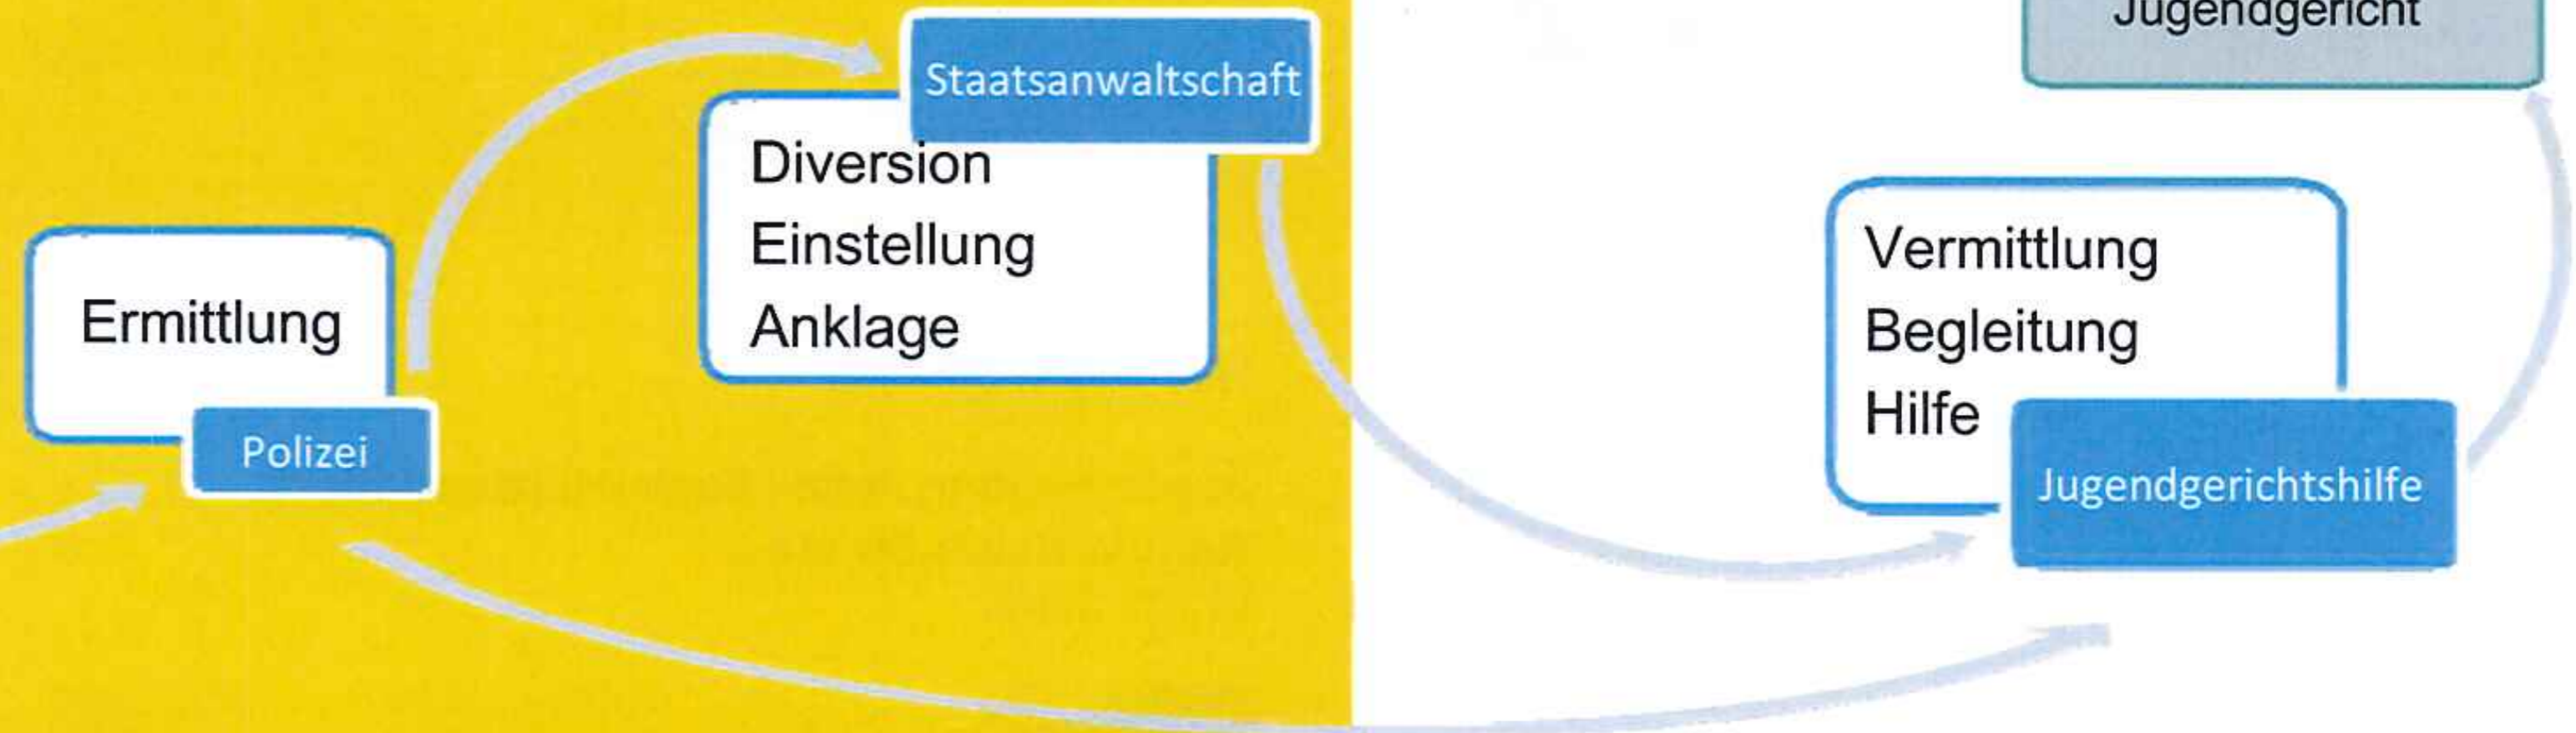 Jugendgericht
Staatsanwaltschaft
Diversion
Einstellung
Anklage
Ermittlung
Polizei
Vermittlung
Begleitung
Hilfe
Jugendgerichtshilfe